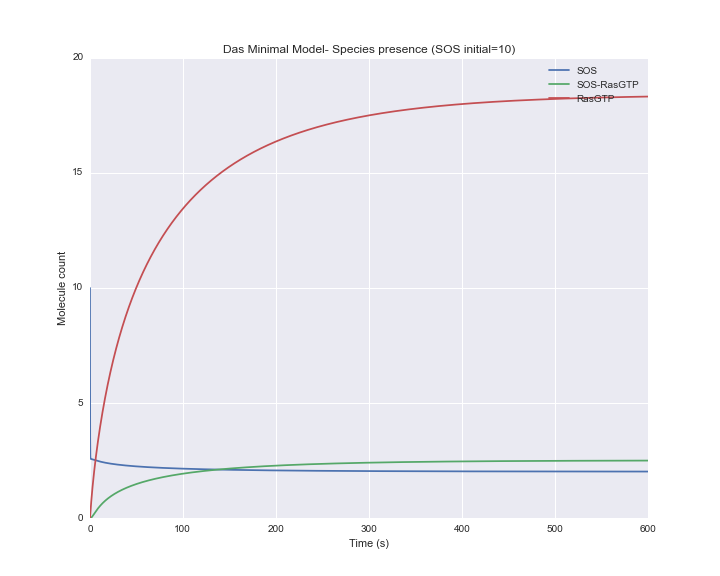 Das Minimal Model- Species presence (SOS initial=10)
20
SOS
SOS-RasGTP
RasGTP
15
10
5
0
Molecule count
0 100 200 300 400 500 600
Time (s)